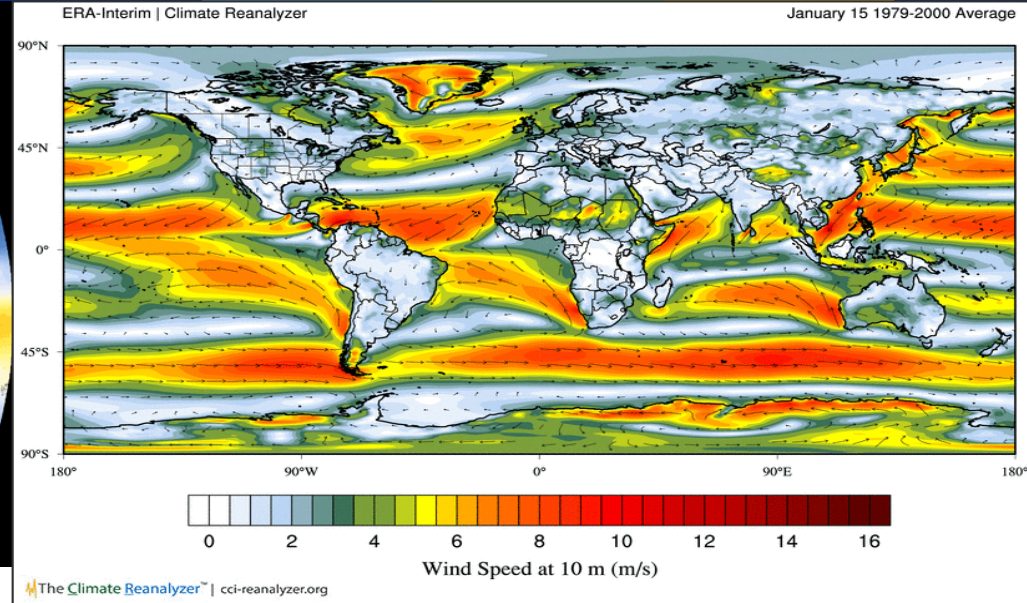 ERA-Interim | Climate Reanalyzer
January 15 1979-2000 Average
90°N
45°N
0°
45°S
90°S
180°
90°W
0°
90°E
180°
0 2 4 6 8 10 12 14 16
Wind Speed at 10 m (m/s)
The Climate Reanalyzer™ | cci-reanalyzer.org